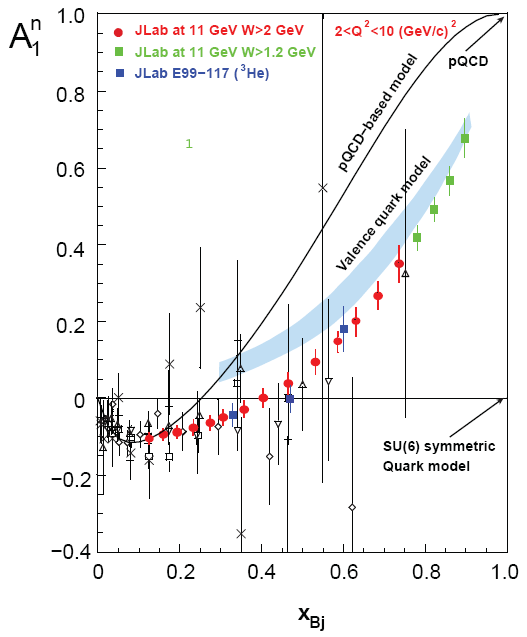 A₁ⁿ
JLab at 11 GeV W>2 GeV
2<Q²<10 (GeV/c)²
JLab at 11 GeV W>1.2 GeV
JLab E99−117 (³He)
pQCD
pQCD−based model
Valence quark model
1
SU(6) symmetric
Quark model
1.0
0.8
0.6
0.4
0.2
0
−0.2
−0.4
0
0.2
0.4
0.6
0.8
1.0
x_Bj